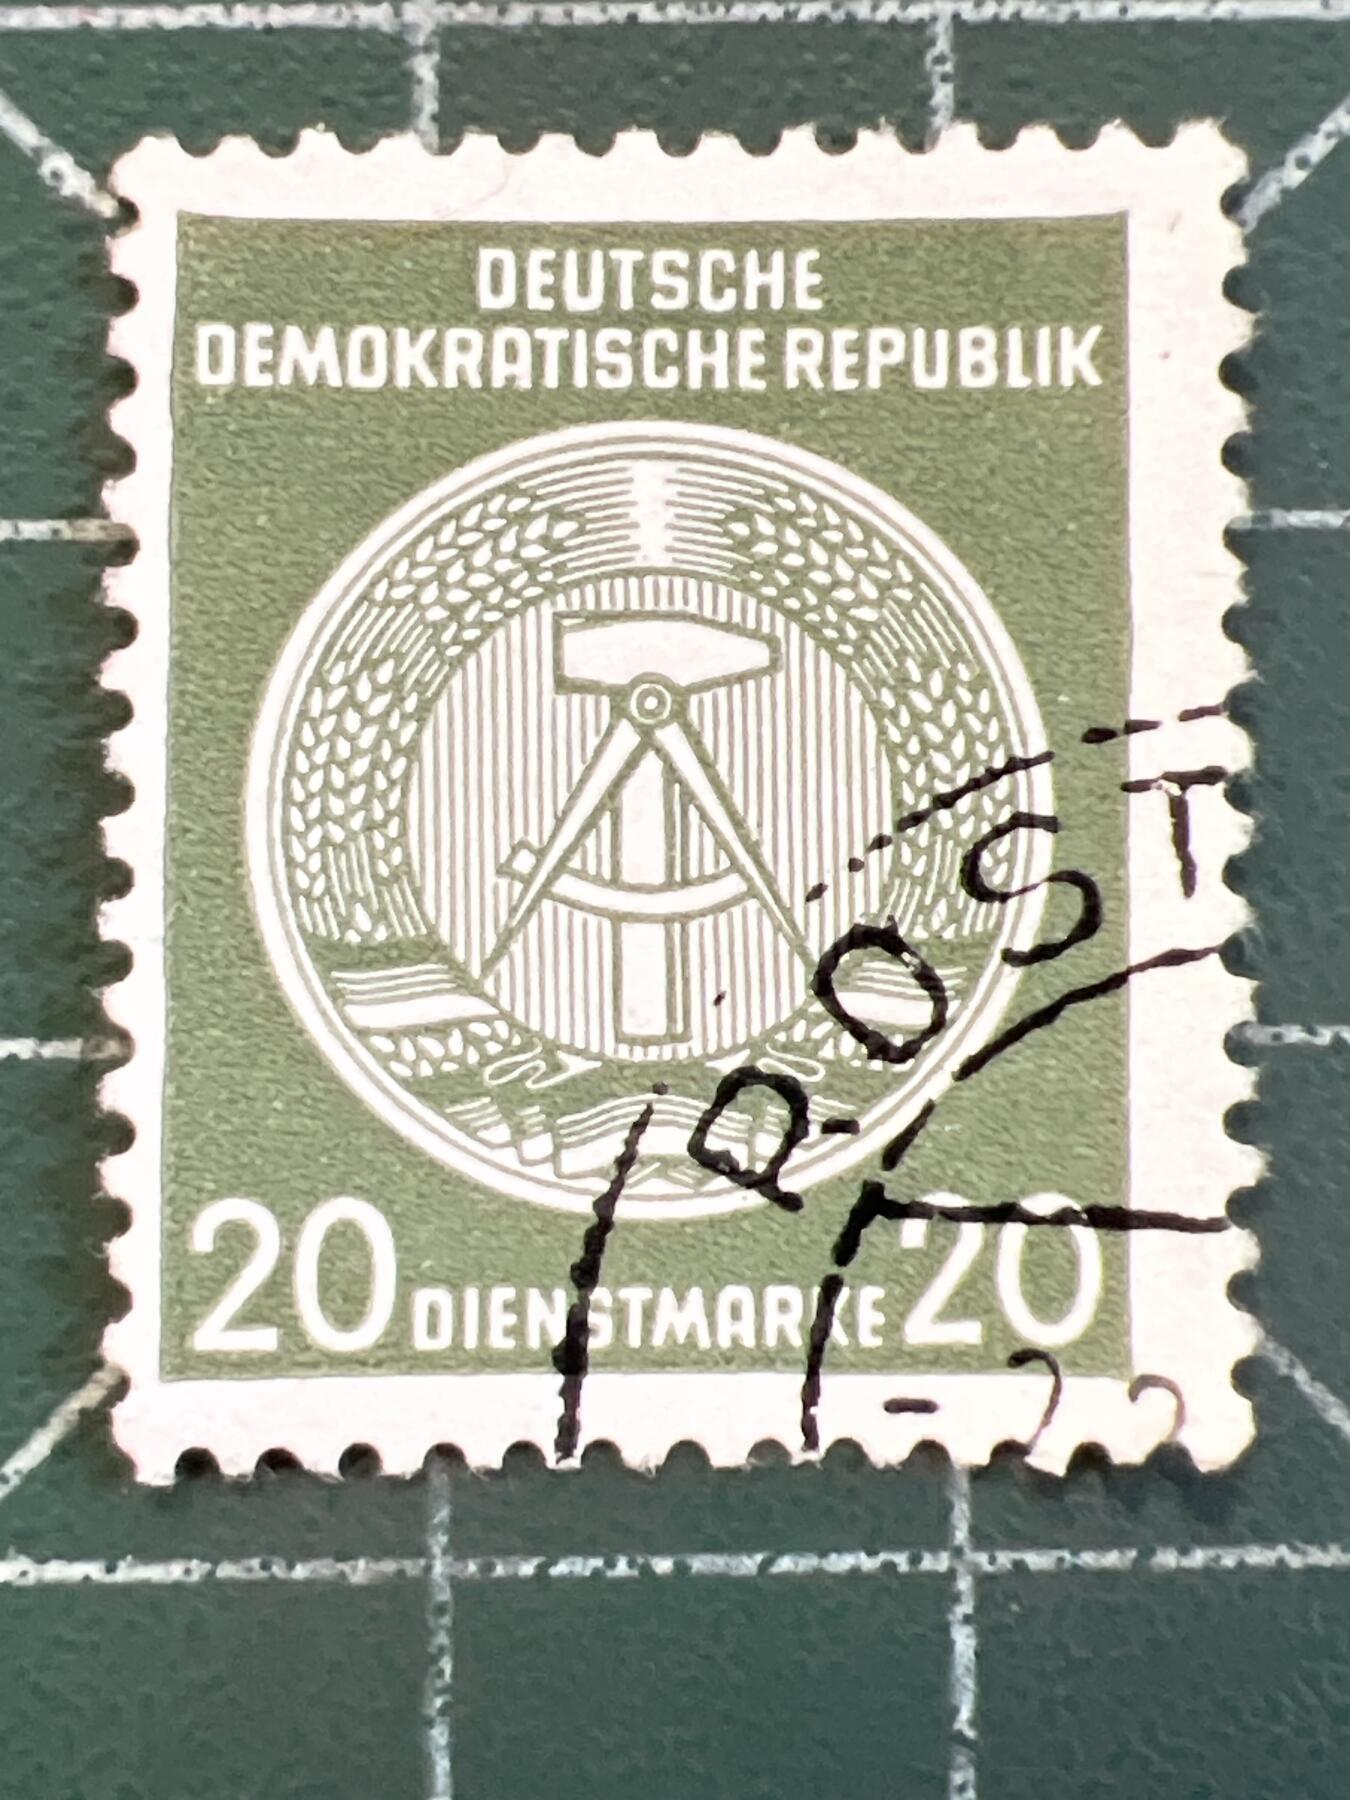 DEUTSCHE
DEMOKRATISCHE REPUBLIK
POST
20 DIENSTMARKE 20